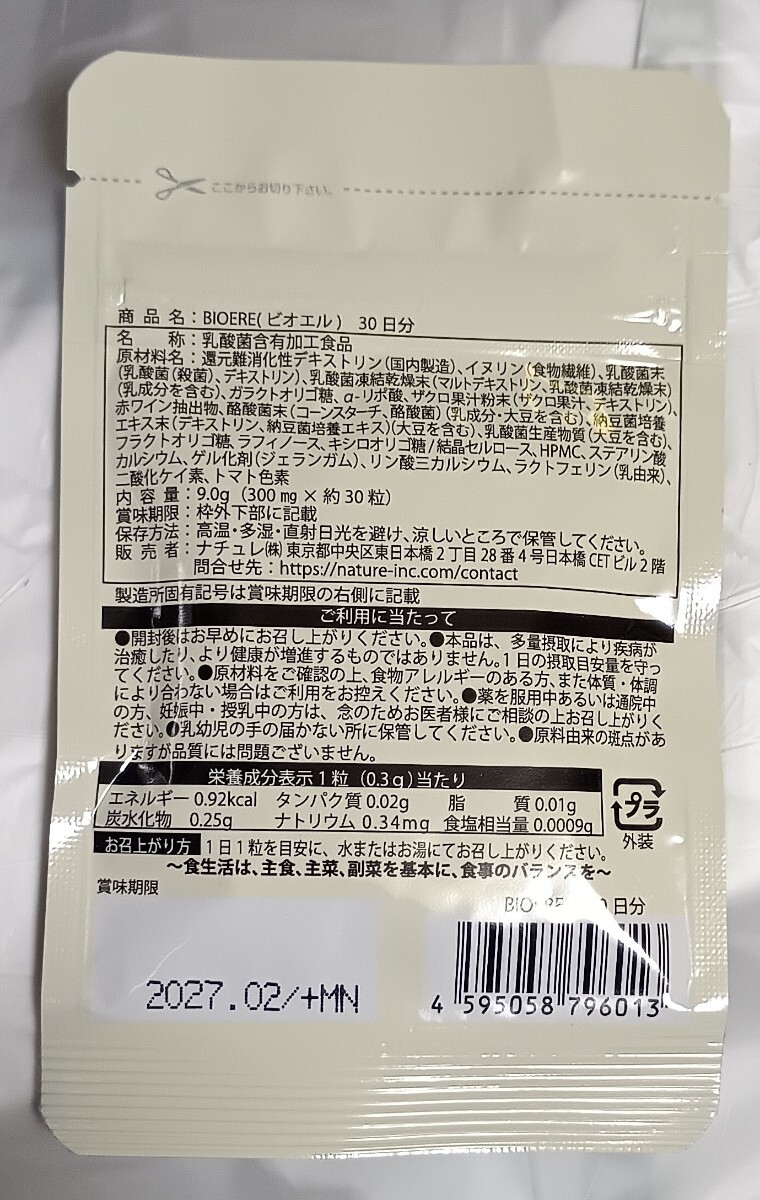 ここからお切り下さい。
商品名：BIOERE(ビオエル) 30日分
名称：乳酸菌含有加工食品
原材料名：還元難消化性デキストリン(国内製造)、イヌリン(食物繊維)、乳酸菌末
(乳酸菌(殺菌)、デキストリン)、乳酸菌凍結乾燥末(マルトデキストリン、乳酸菌凍結乾燥末)
(乳成分を含む)、ガラクトオリゴ糖、α-リポ酸、ザクロ果汁粉末(ザクロ果汁、デキストリン)、
赤ワイン抽出物、酪酸菌末(コーンスターチ、酪酸菌)(乳成分・大豆を含む)、納豆菌培養
エキス末(デキストリン、納豆菌培養エキス)(大豆を含む)、乳酸菌生産物質(大豆を含む)、
フラクトオリゴ糖、ラフィノース、キシロオリゴ糖/結晶セルロース、HPMC、ステアリン酸
カルシウム、ゲル化剤(ジェランガム)、リン酸三カルシウム、ラクトフェリン(乳由来)、
二酸化ケイ素、トマト色素
内容量：9.0g(300㎎×約30粒)
賞味期限：枠外下部に記載
保存方法：高温・多湿・直射日光を避け、涼しいところで保管してください。
販売者：ナチュレ㈱ 東京都中央区東日本橋2丁目28番4号日本橋CETビル2階
問合せ先：https://nature-inc.com/contact
製造所固有記号は賞味期限の右側に記載
ご利用に当たって
●開封後はお早めにお召し上がりください。●本品は、多量摂取により疾病が
治癒したり、より健康が増進するものではありません。1日の摂取目安量を守っ
てください。●原材料をご確認の上、食物アレルギーのある方、また体質・体調
により合わない場合はご利用をお控えください。●薬を服用中あるいは通院中
の方、妊娠中・授乳中の方は、念のためお医者様にご相談の上お召し上がりく
ださい。●乳幼児の手の届かない所に保管してください。●原料由来の斑点があ
りますが品質には問題ございません。
栄養成分表示1粒(0.3g)当たり
エネルギー 0.92kcal タンパク質 0.02g 脂質 0.01g
炭水化物 0.25g ナトリウム 0.34mg 食塩相当量 0.0009g
プラ
外装
お召上がり方 1日1粒を目安に、水またはお湯にてお召し上がりください。
〜食生活は、主食、主菜、副菜を基本に、食事のバランスを〜
賞味期限
日分
2027.02/+MN
4 595058 796013